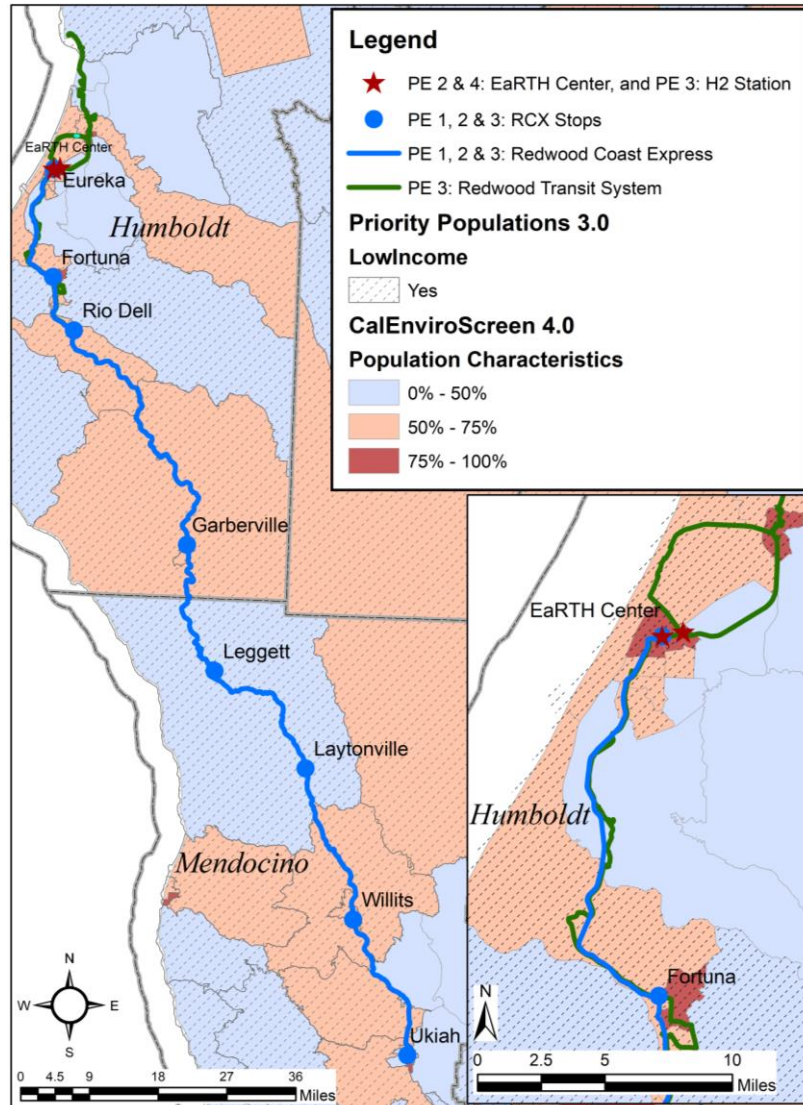 Legend
PE 2 & 4: EaRTH Center, and PE 3: H2 Station
PE 1, 2 & 3: RCX Stops
PE 1, 2 & 3: Redwood Coast Express
PE 3: Redwood Transit System
Priority Populations 3.0
LowIncome
Yes
CalEnviroScreen 4.0
Population Characteristics
0% - 50%
50% - 75%
75% - 100%
EaRTH Center
Eureka
Humboldt
Fortuna
Rio Dell
Garberville
Leggett
Laytonville
Mendocino
Willits
Ukiah
N
W E
S
0 4.5 9 18 27 36
Miles
EaRTH Center
Humboldt
Fortuna
N
0 2.5 5 10
Miles